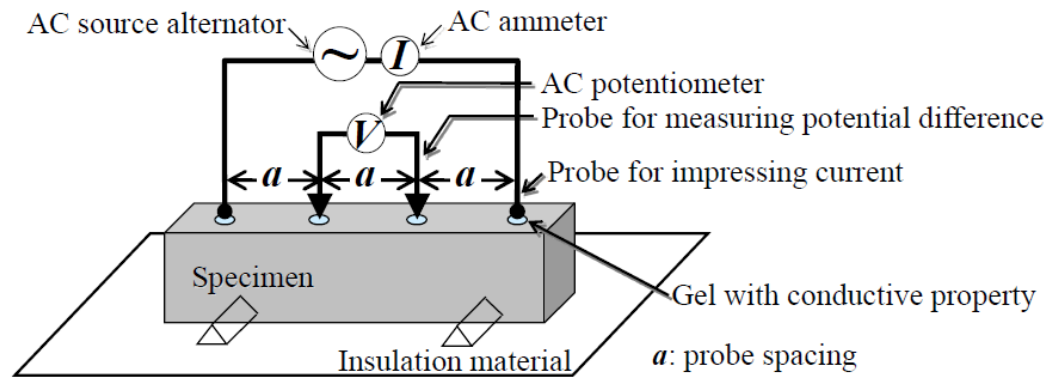 AC source alternator
AC ammeter
I
AC potentiometer
V
Probe for measuring potential difference
a
a
a
Probe for impressing current
Specimen
Gel with conductive property
Insulation material
a: probe spacing